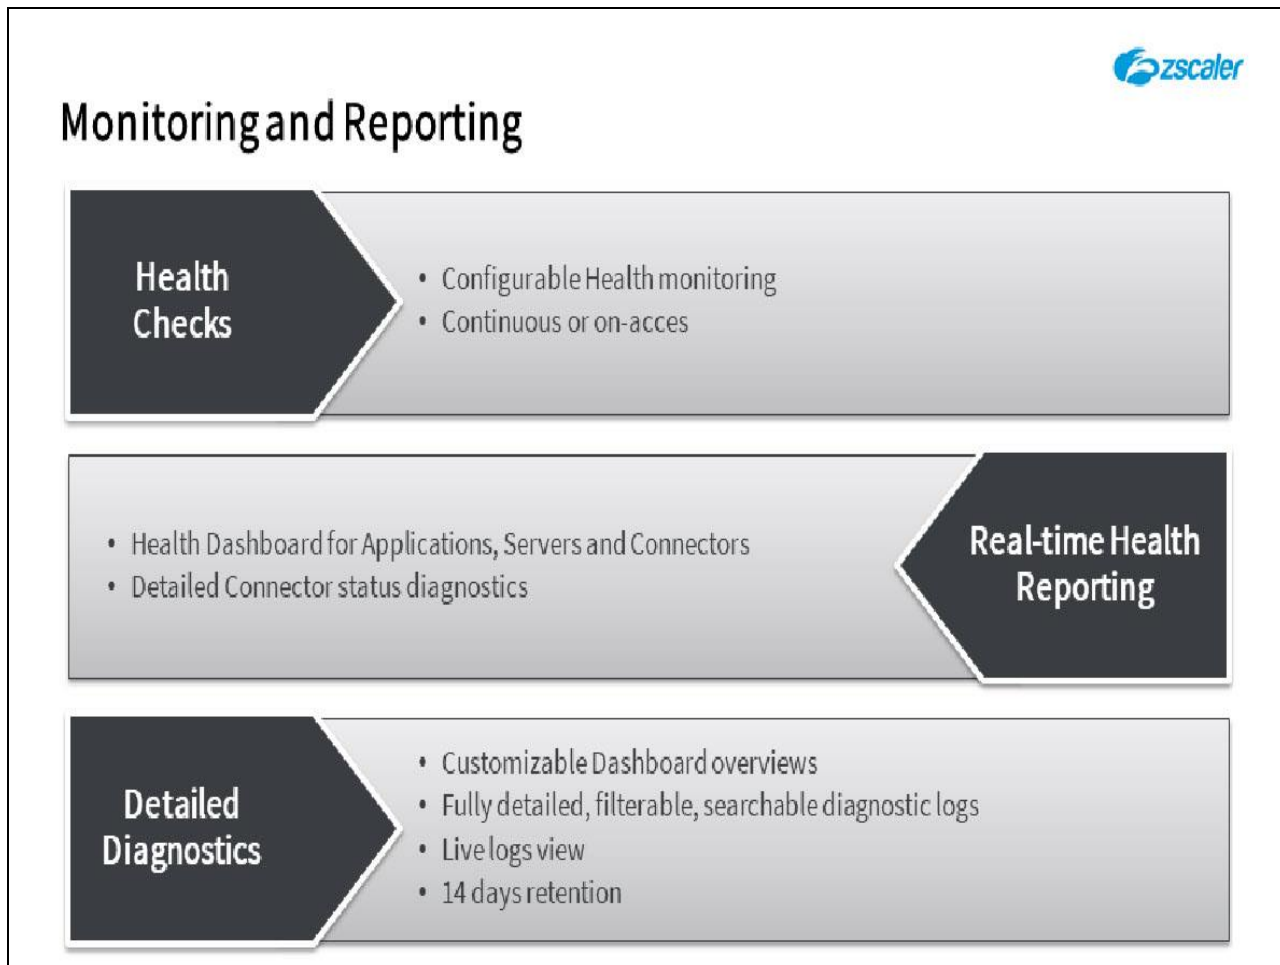 zscaler
Monitoring and Reporting
Health
Checks
• Configurable Health monitoring
• Continuous or on-acces
• Health Dashboard for Applications, Servers and Connectors
• Detailed Connector status diagnostics
Real-time Health
Reporting
Detailed
Diagnostics
• Customizable Dashboard overviews
• Fully detailed, filterable, searchable diagnostic logs
• Live logs view
• 14 days retention